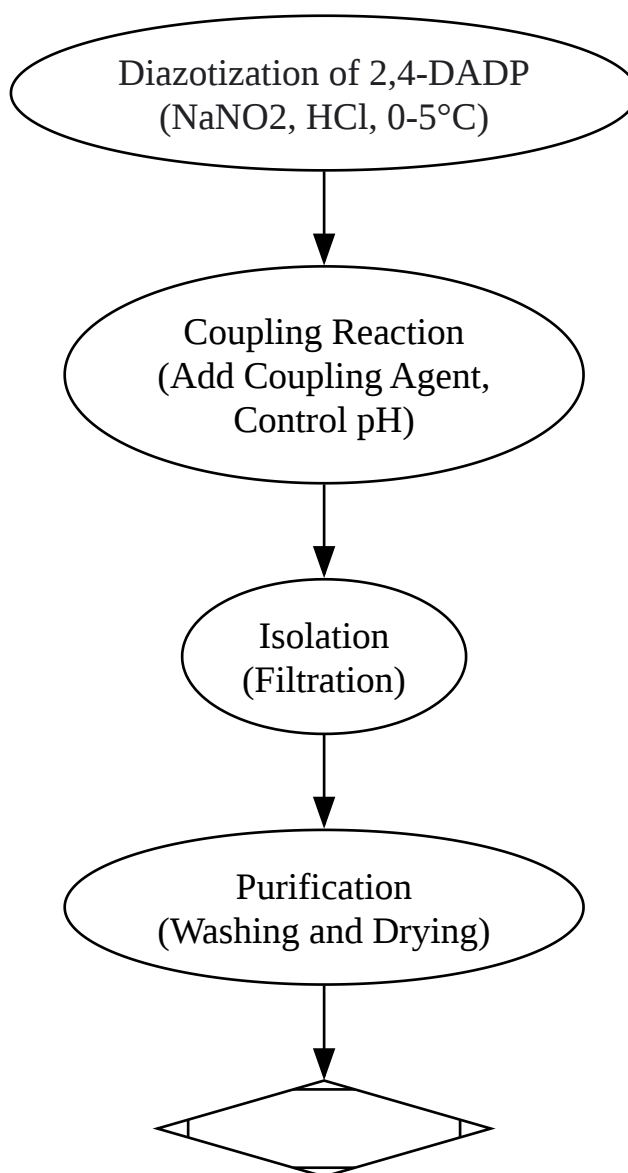 Diazotization of 2,4-DADP
(NaNO2, HCl, 0-5°C)
Coupling Reaction
(Add Coupling Agent,
Control pH)
Isolation
(Filtration)
Purification
(Washing and Drying)